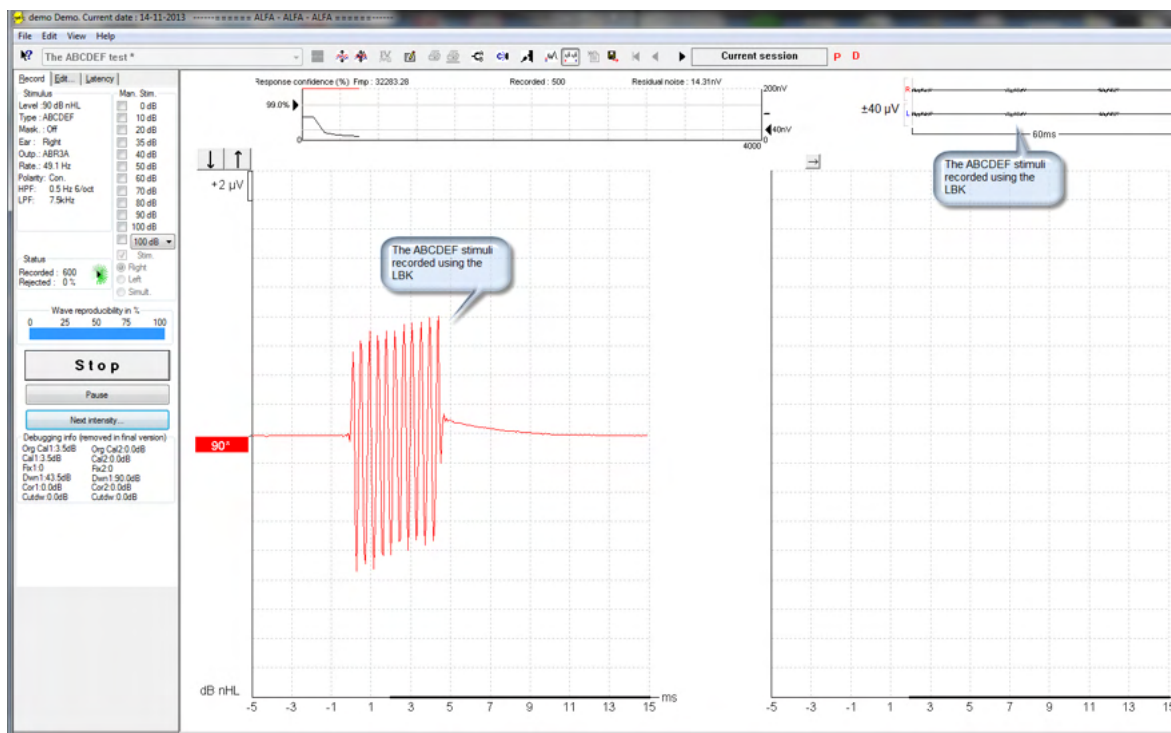 demo Demo. Current date : 14-11-2013 ------====== ALFA - ALFA - ALFA ======------
File Edit View Help
The ABCDEF test *
Current session
P D
Record Edit... Latency
Stimulus
Level :90 dB nHL
Type : ABCDEF
Mask. : Off
Ear : Right
Outp.: ABR3A
Rate.: 49.1 Hz
Polarity: Con.
HPF: 0.5 Hz 6/oct
LPF: 7.5kHz
Man. Stim.
0 dB
10 dB
20 dB
35 dB
40 dB
50 dB
60 dB
70 dB
80 dB
90 dB
100 dB
100 dB
Stim.
Right
Left
Simult.
Status
Recorded : 600
Rejected : 0 %
Wave reproducibility in %
0 25 50 75 100
Stop
Pause
Next intensity...
Debugging info (removed in final version)
Org Cal1:3.5dB Org Cal2:0.0dB
Cal1:3.5dB Cal2:0.0dB
Fix1:0 Fix2:0
Dwn1:43.5dB Dwn1:90.0dB
Cor1:0.0dB Cor2:0.0dB
Cutdw:0.0dB Cutdw:0.0dB
Response confidence (%) Fmp : 32283.28 Recorded : 500 Residual noise : 14.31nV
99.0%
200nV
40nV
0
4000
+2 µV
The ABCDEF stimuli
recorded using the
LBK
90°
dB nHL
ms
-5 -3 -1 1 3 5 7 9 11 13 15
R
±40 µV
L
60ms
The ABCDEF stimuli
recorded using the
LBK
-5 -3 -1 1 3 5 7 9 11 13 15